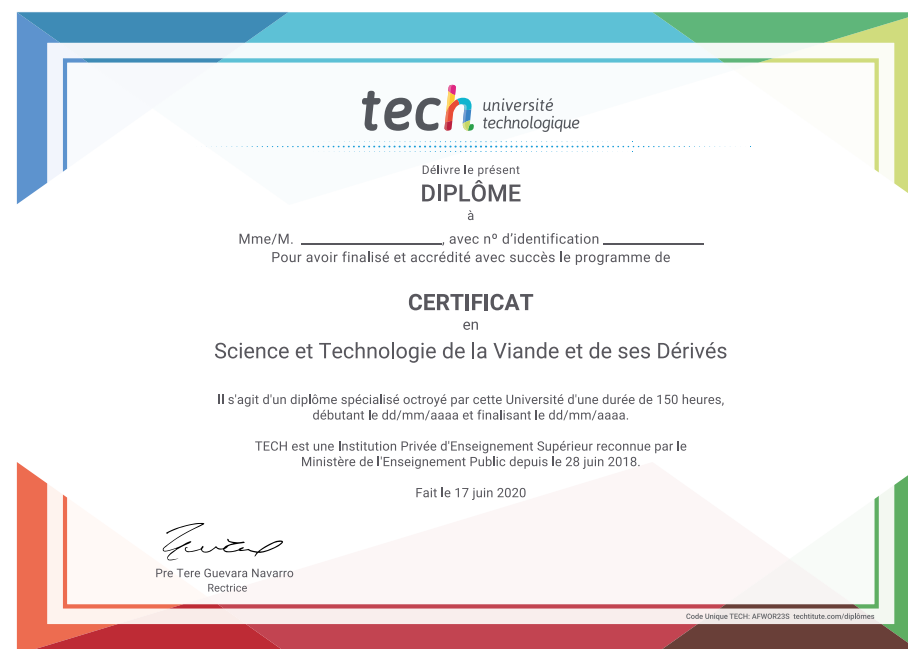 tech université
technologique
Délivre le présent
DIPLÔME
à
Mme/M. ____________, avec nº d'identification ____________
Pour avoir finalisé et accrédité avec succès le programme de
CERTIFICAT
en
Science et Technologie de la Viande et de ses Dérivés
Il s'agit d'un diplôme spécialisé octroyé par cette Université d'une durée de 150 heures,
débutant le dd/mm/aaaa et finalisant le dd/mm/aaaa.
TECH est une Institution Privée d'Enseignement Supérieur reconnue par le
Ministère de l'Enseignement Public depuis le 28 juin 2018.
Fait le 17 juin 2020
Pre Tere Guevara Navarro
Rectrice
Code Unique TECH: AFWOR23S techtitute.com/diplômes